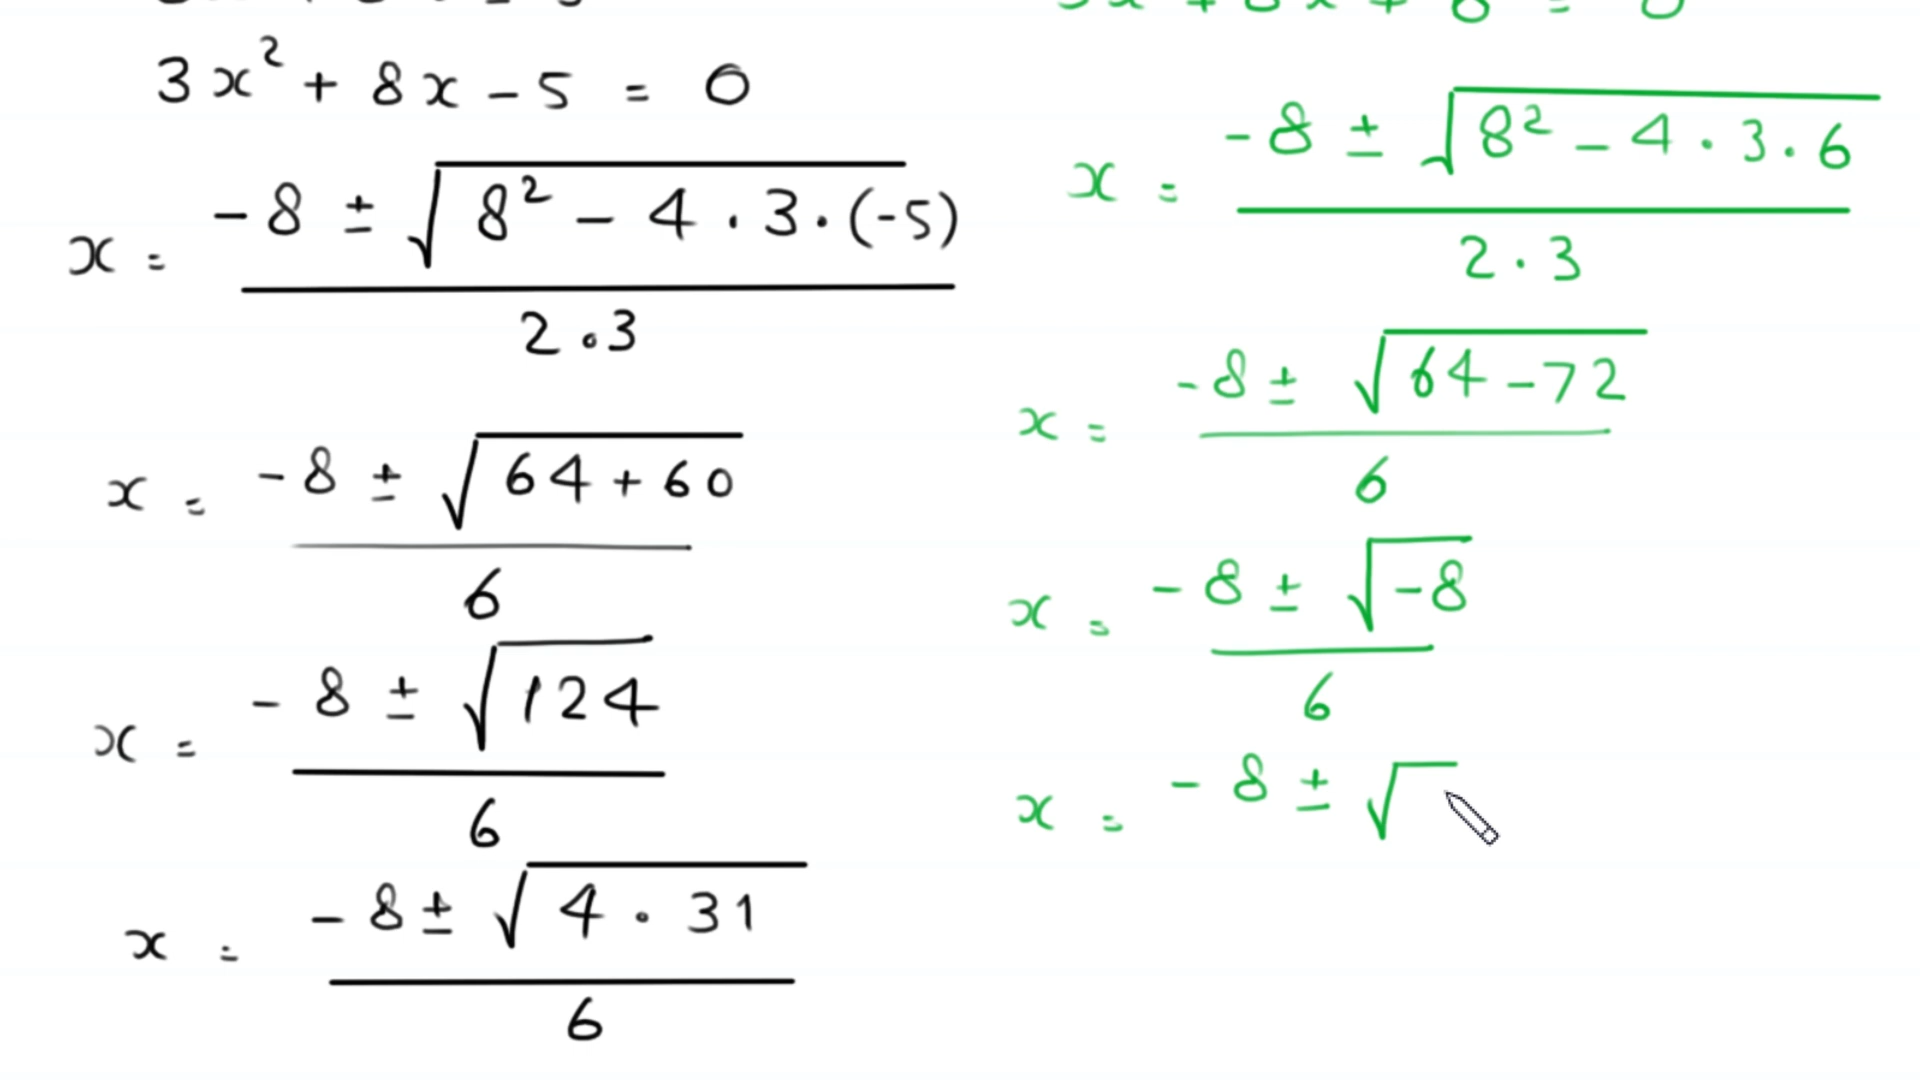 3x² + 8x - 5 = 0
x = (-8 ± √(8² - 4 · 3 · (-5))) / (2 · 3)
x = (-8 ± √(64 + 60)) / 6
x = (-8 ± √124) / 6
x = (-8 ± √(4 · 31)) / 6
x = (-8 ± √(8² - 4 · 3 · 6)) / (2 · 3)
x = (-8 ± √(64 - 72)) / 6
x = (-8 ± √(-8)) / 6
x = -8 ± √